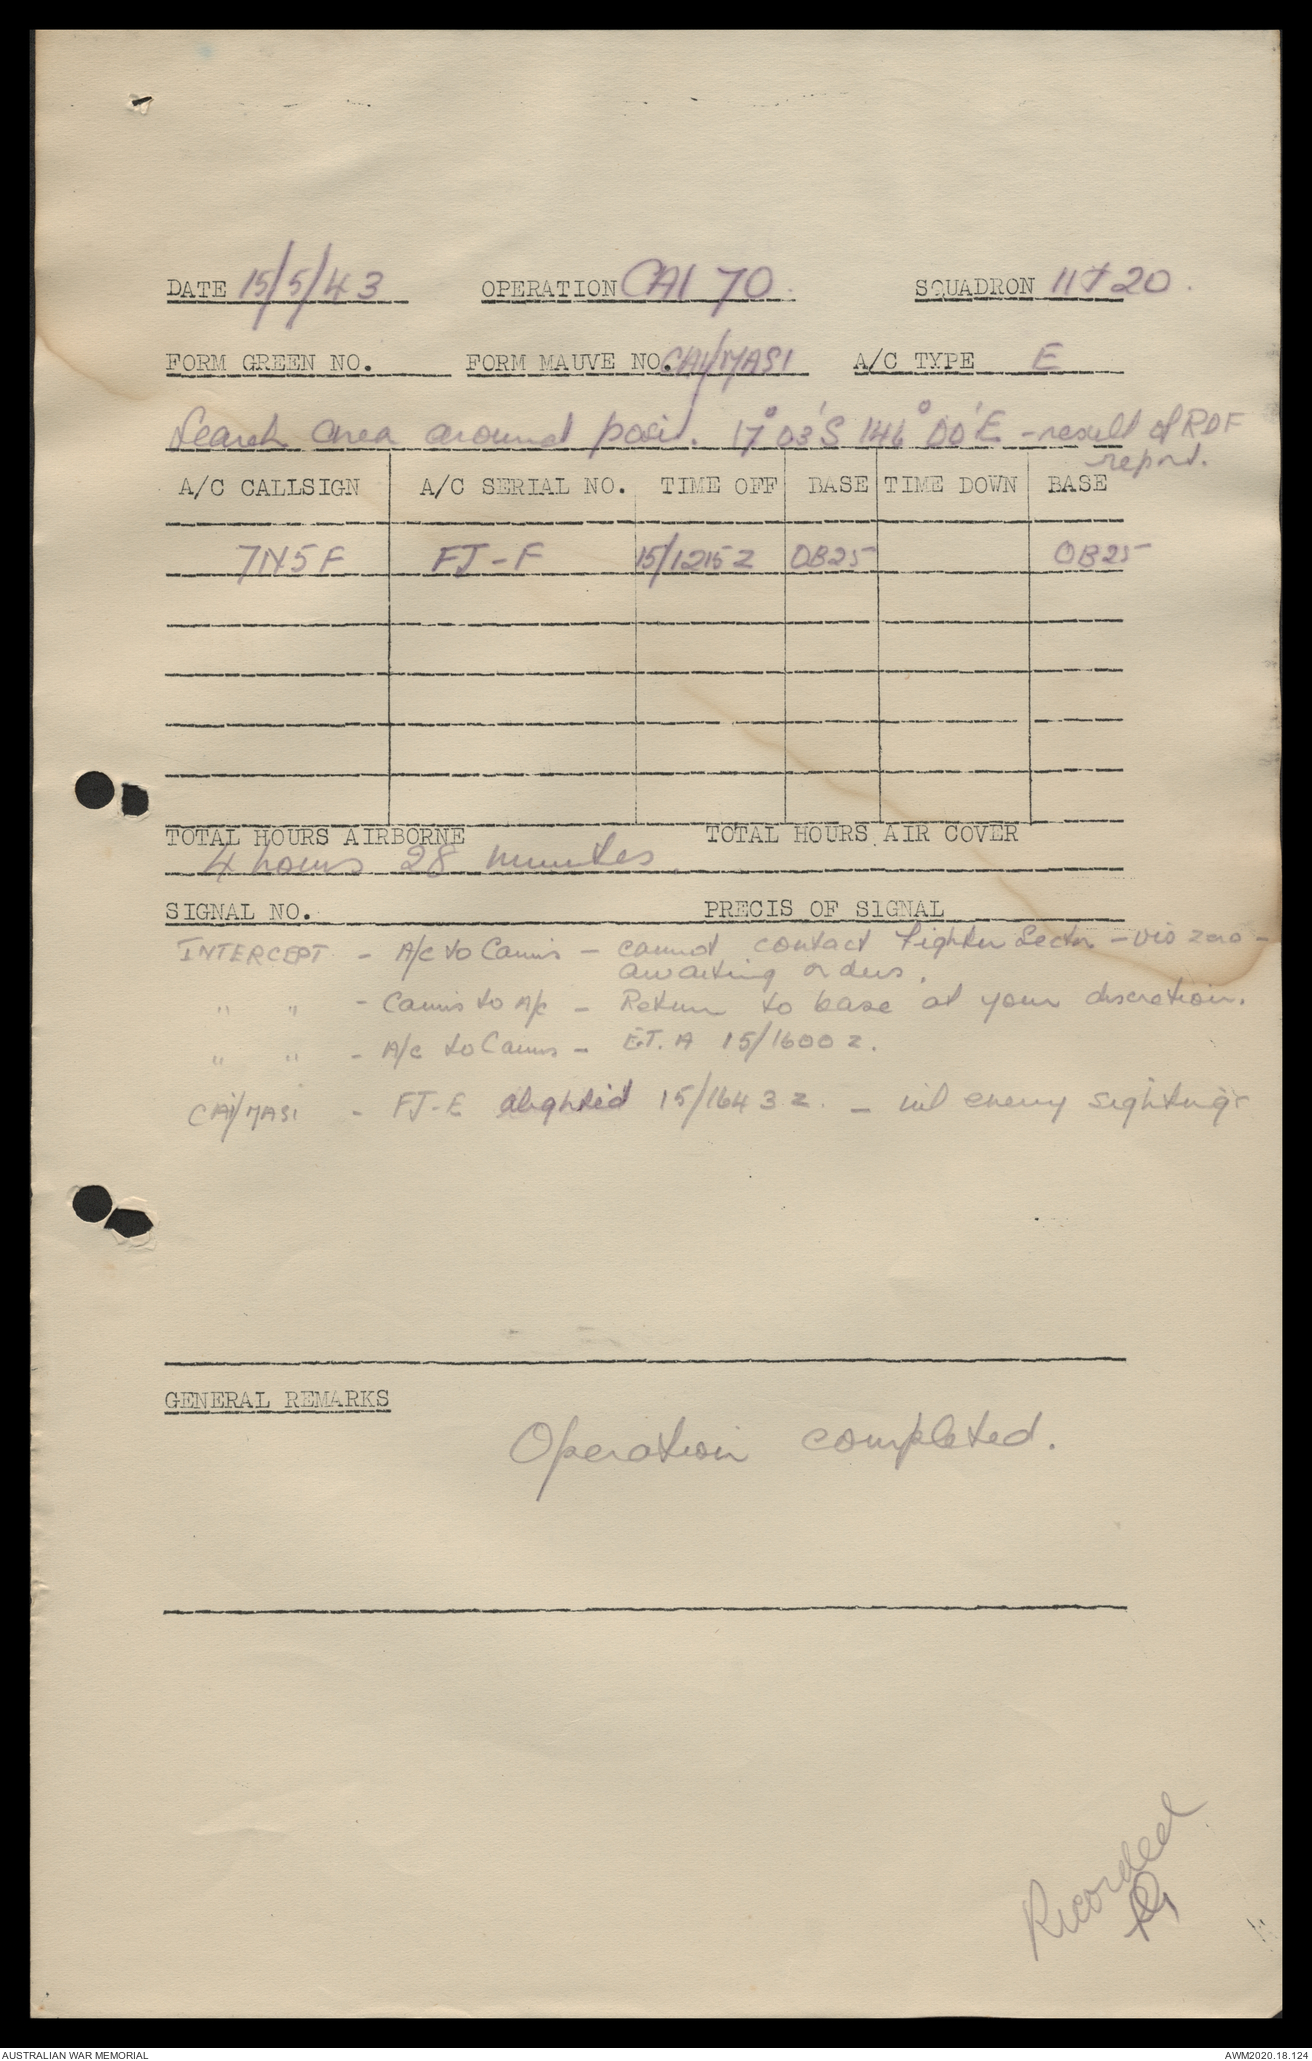 DATE 15/5/43 OPERATION CAI 70. SQUADRON 11 & 20.
FORM GREEN NO. FORM MAUVE NO. CAI/MAS1 A/C TYPE E
Search area around posit. 17° 03'S 146° 00'E - result of RDF
report.
A/C CALLSIGN A/C SERIAL NO. TIME OFF BASE TIME DOWN BASE
7N5F FJ-F 15/1215Z OB25 OB25
TOTAL HOURS AIRBORNE TOTAL HOURS AIR COVER
4 hours 28 minutes
SIGNAL NO. PRECIS OF SIGNAL
INTERCEPT - A/c to Cairns - cannot contact Fighter Sector - vis zero -
awaiting orders.
" " - Cairns to A/c - Return to base at your discretion.
" " - A/c to Cairns - E.T.A 15/1600Z.
CAI/MAS1 - FJ-E alighted 15/1643Z. - nil enemy sightings
GENERAL REMARKS
Operation completed.
Recorded
AUSTRALIAN WAR MEMORIAL AWM2020.18.124